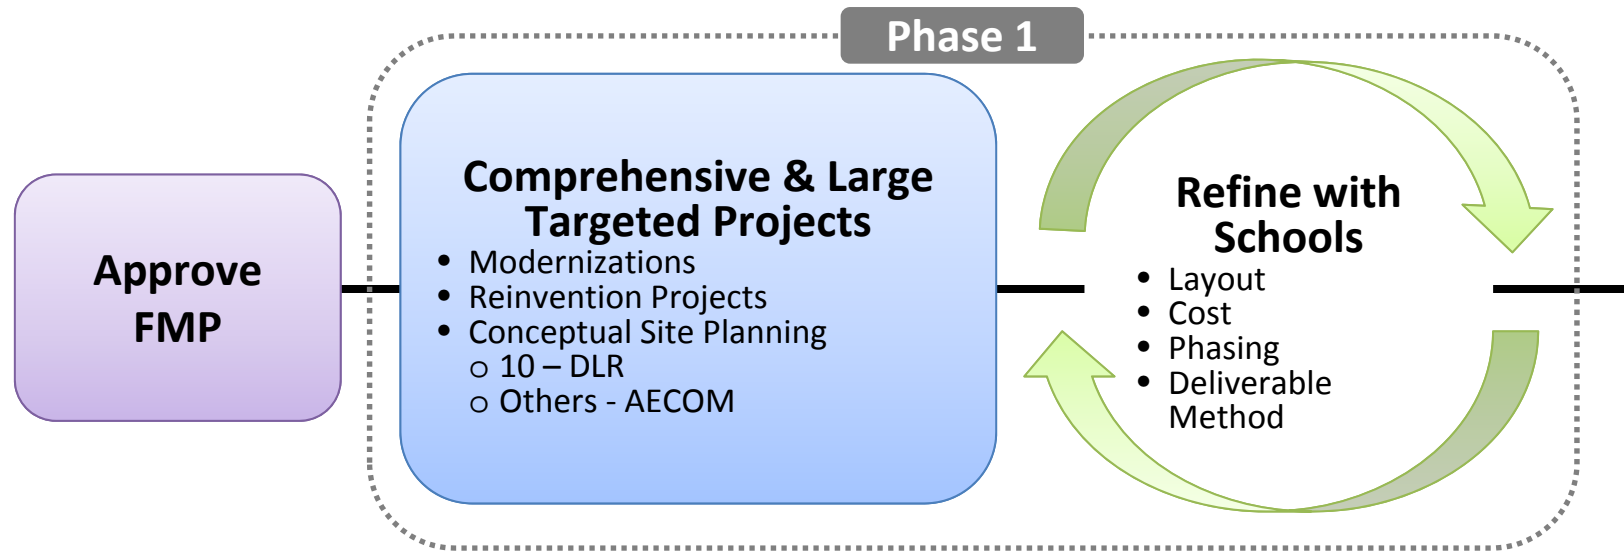 Phase 1
Approve
FMP
Comprehensive & Large
Targeted Projects
• Modernizations
• Reinvention Projects
• Conceptual Site Planning
o 10 – DLR
o Others - AECOM
Refine with
Schools
• Layout
• Cost
• Phasing
• Deliverable
Method